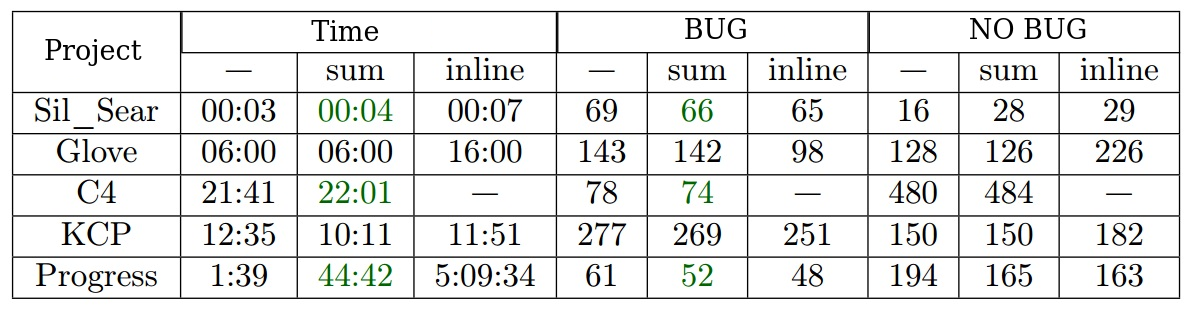 Project Time BUG NO BUG
— sum inline — sum inline — sum inline
Sil_Sear 00:03 00:04 00:07 69 66 65 16 28 29
Glove 06:00 06:00 16:00 143 142 98 128 126 226
C4 21:41 22:01 — 78 74 — 480 484 —
KCP 12:35 10:11 11:51 277 269 251 150 150 182
Progress 1:39 44:42 5:09:34 61 52 48 194 165 163